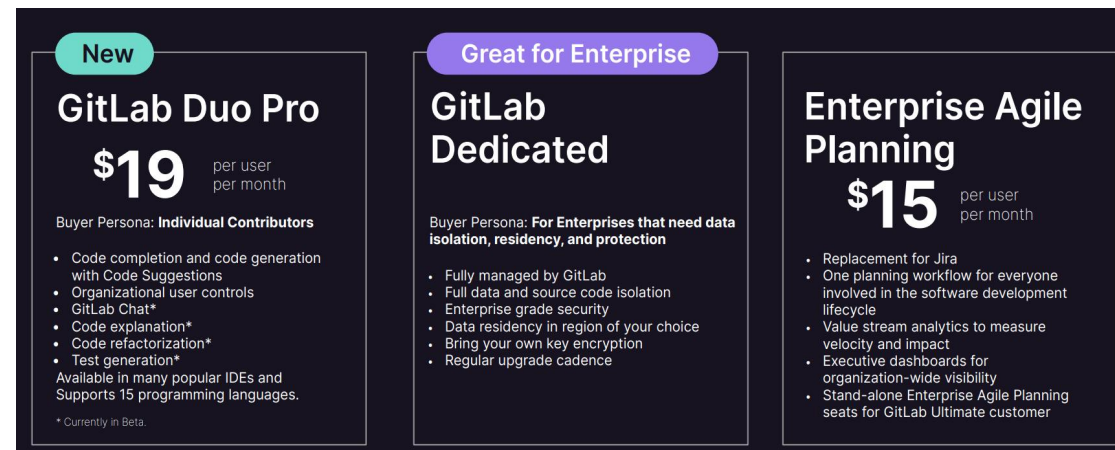 New
GitLab Duo Pro
$19
per user
per month
Buyer Persona: Individual Contributors
• Code completion and code generation
with Code Suggestions
• Organizational user controls
• GitLab Chat*
• Code explanation*
• Code refactorization*
• Test generation*
Available in many popular IDEs and
Supports 15 programming languages.
* Currently in Beta.
Great for Enterprise
GitLab
Dedicated
Buyer Persona: For Enterprises that need data
isolation, residency, and protection
• Fully managed by GitLab
• Full data and source code isolation
• Enterprise grade security
• Data residency in region of your choice
• Bring your own key encryption
• Regular upgrade cadence
Enterprise Agile
Planning
$15
per user
per month
• Replacement for Jira
• One planning workflow for everyone
involved in the software development
lifecycle
• Value stream analytics to measure
velocity and impact
• Executive dashboards for
organization-wide visibility
• Stand-alone Enterprise Agile Planning
seats for GitLab Ultimate customer